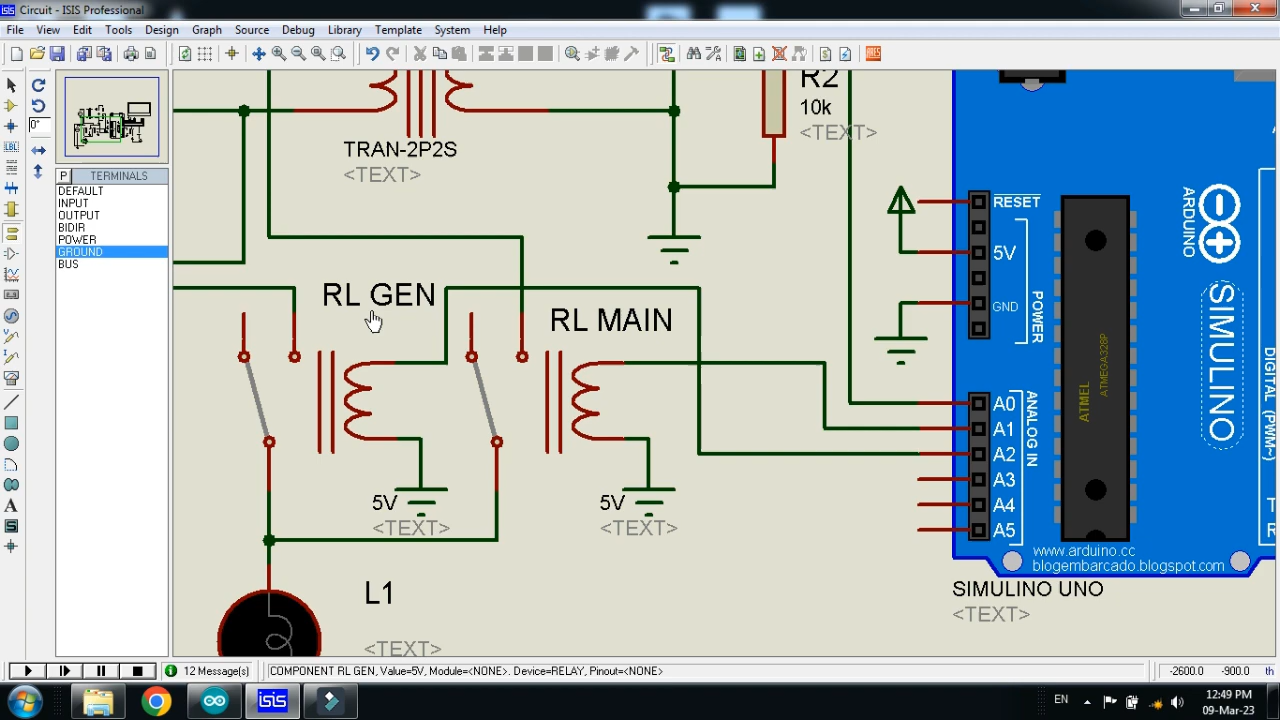 isis Circuit - ISIS Professional
File View Edit Tools Design Graph Source Debug Library Template System Help
0°
LBL
P TERMINALS
DEFAULT
INPUT
OUTPUT
BIDIR
POWER
GROUND
BUS
A
S
TRAN-2P2S
<TEXT>
R2
10k
<TEXT>
RL GEN
RL MAIN
5V
<TEXT>
5V
<TEXT>
L1
<TEXT>
RESET
5V
GND
POWER
A0
A1
A2
A3
A4
A5
ANALOG IN
ATMEL
ATMEGA328P
ARDUINO
SIMULINO
DIGITAL (PWM~)
T
R
www.arduino.cc
blogembarcado.blogspot.com
SIMULINO UNO
<TEXT>
12 Message(s)
COMPONENT RL GEN, Value=5V, Module=<NONE>. Device=RELAY, Pinout=<NONE>
-2600.0 -900.0 th
isis
EN
12:49 PM
09-Mar-23